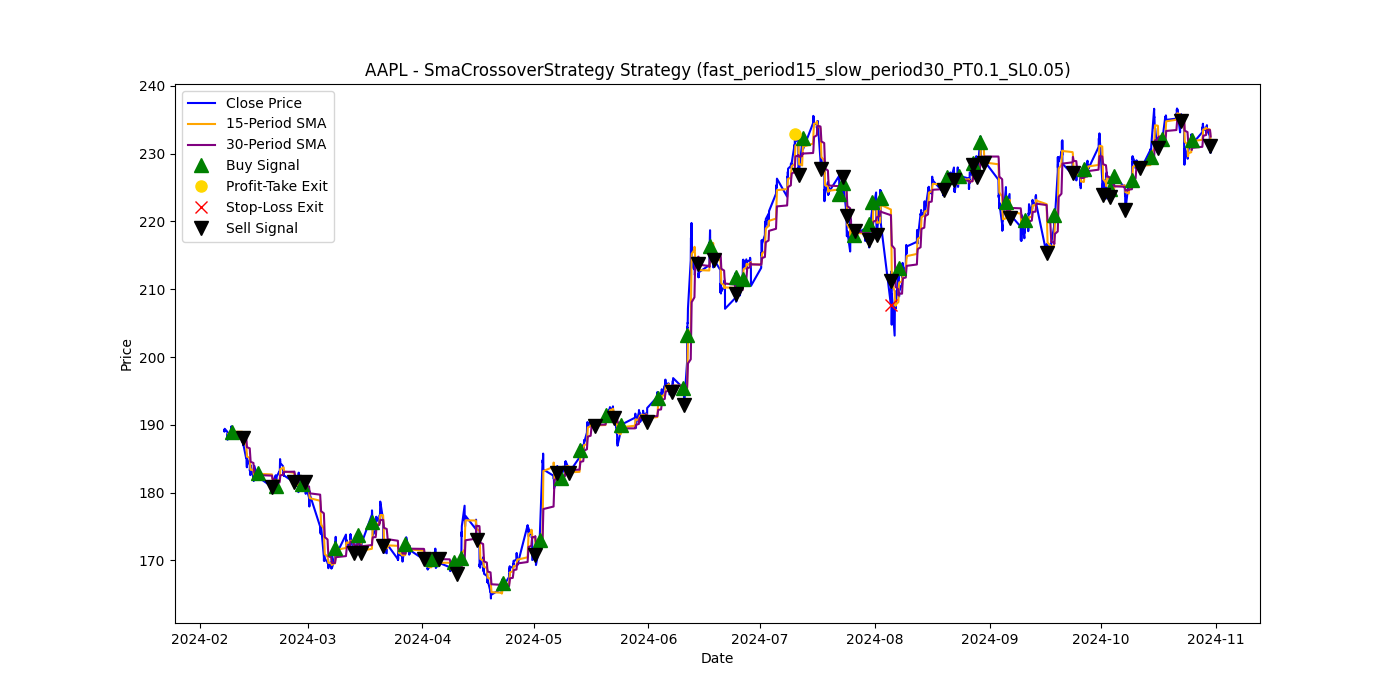 AAPL - SmaCrossoverStrategy Strategy (fast_period15_slow_period30_PT0.1_SL0.05)
Close Price
15-Period SMA
30-Period SMA
Buy Signal
Profit-Take Exit
Stop-Loss Exit
Sell Signal
Price
240
230
220
210
200
190
180
170
2024-02 2024-03 2024-04 2024-05 2024-06 2024-07 2024-08 2024-09 2024-10 2024-11
Date